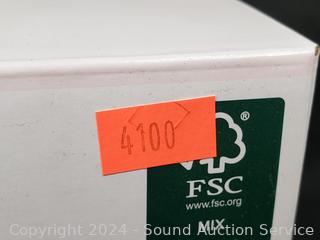 4100
®
FSC
www.fsc.org
MIX
Copyright 2024 - Sound Auction Service